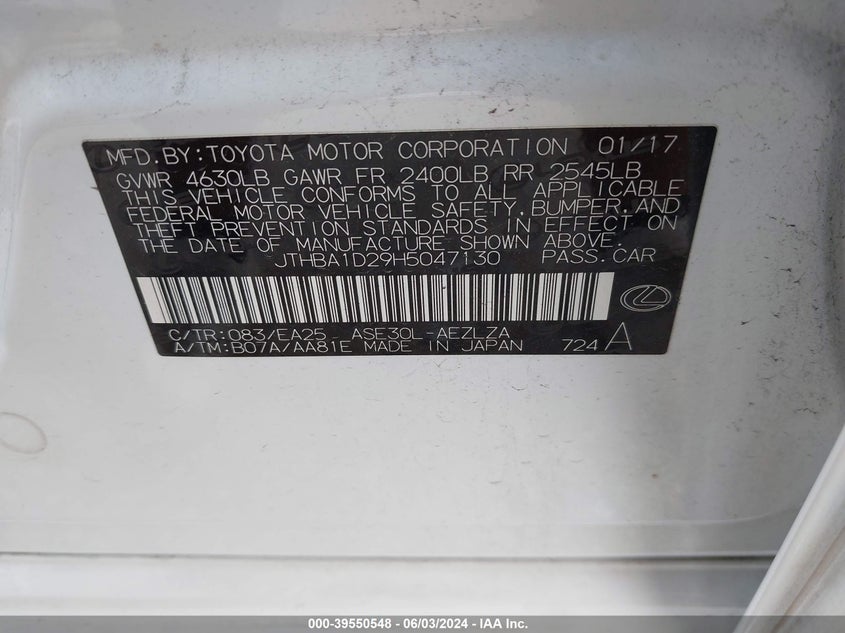 MFD.BY:TOYOTA MOTOR CORPORATION 01/17
GVWR 4630LB GAWR FR 2400LB RR 2545LB
THIS VEHICLE CONFORMS TO ALL APPLICABLE
FEDERAL MOTOR VEHICLE SAFETY,BUMPER,AND
THEFT PREVENTION STANDARDS IN EFFECT ON
THE DATE OF MANUFACTURE SHOWN ABOVE.
JTHBA1D29H5047130 PASS.CAR
C/TR:083/EA25 ASE30L-AEZLZA
A/TM:B07A/AA81E MADE IN JAPAN 724 A
000-39550548 - 06/03/2024 - IAA Inc.